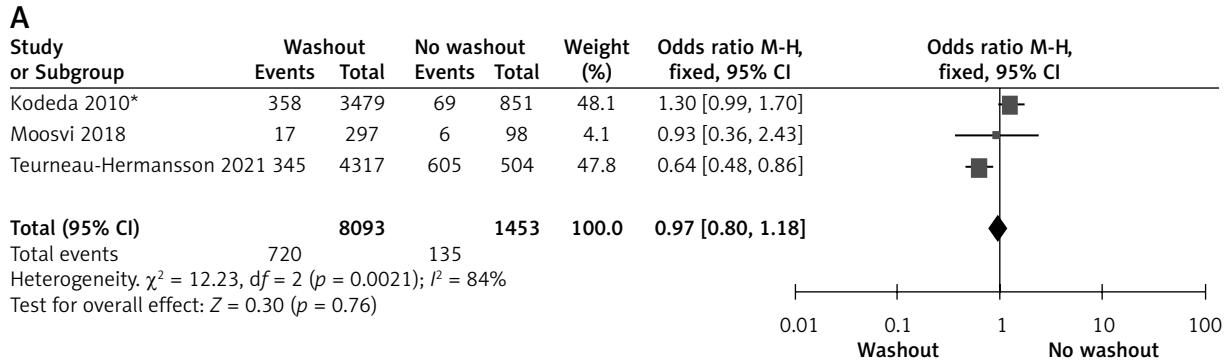 A
Study Washout No washout Weight Odds ratio M-H, Odds ratio M-H,
or Subgroup Events Total Events Total (%) fixed, 95% CI fixed, 95% CI
Kodeda 2010* 358 3479 69 851 48.1 1.30 [0.99, 1.70]
Moosvi 2018 17 297 6 98 4.1 0.93 [0.36, 2.43]
Teurneau-Hermansson 2021 345 4317 605 504 47.8 0.64 [0.48, 0.86]
Total (95% CI) 8093 1453 100.0 0.97 [0.80, 1.18]
Total events 720 135
Heterogeneity. χ² = 12.23, df = 2 (p = 0.0021); I² = 84%
Test for overall effect: Z = 0.30 (p = 0.76)
0.01 0.1 1 10 100
Washout No washout